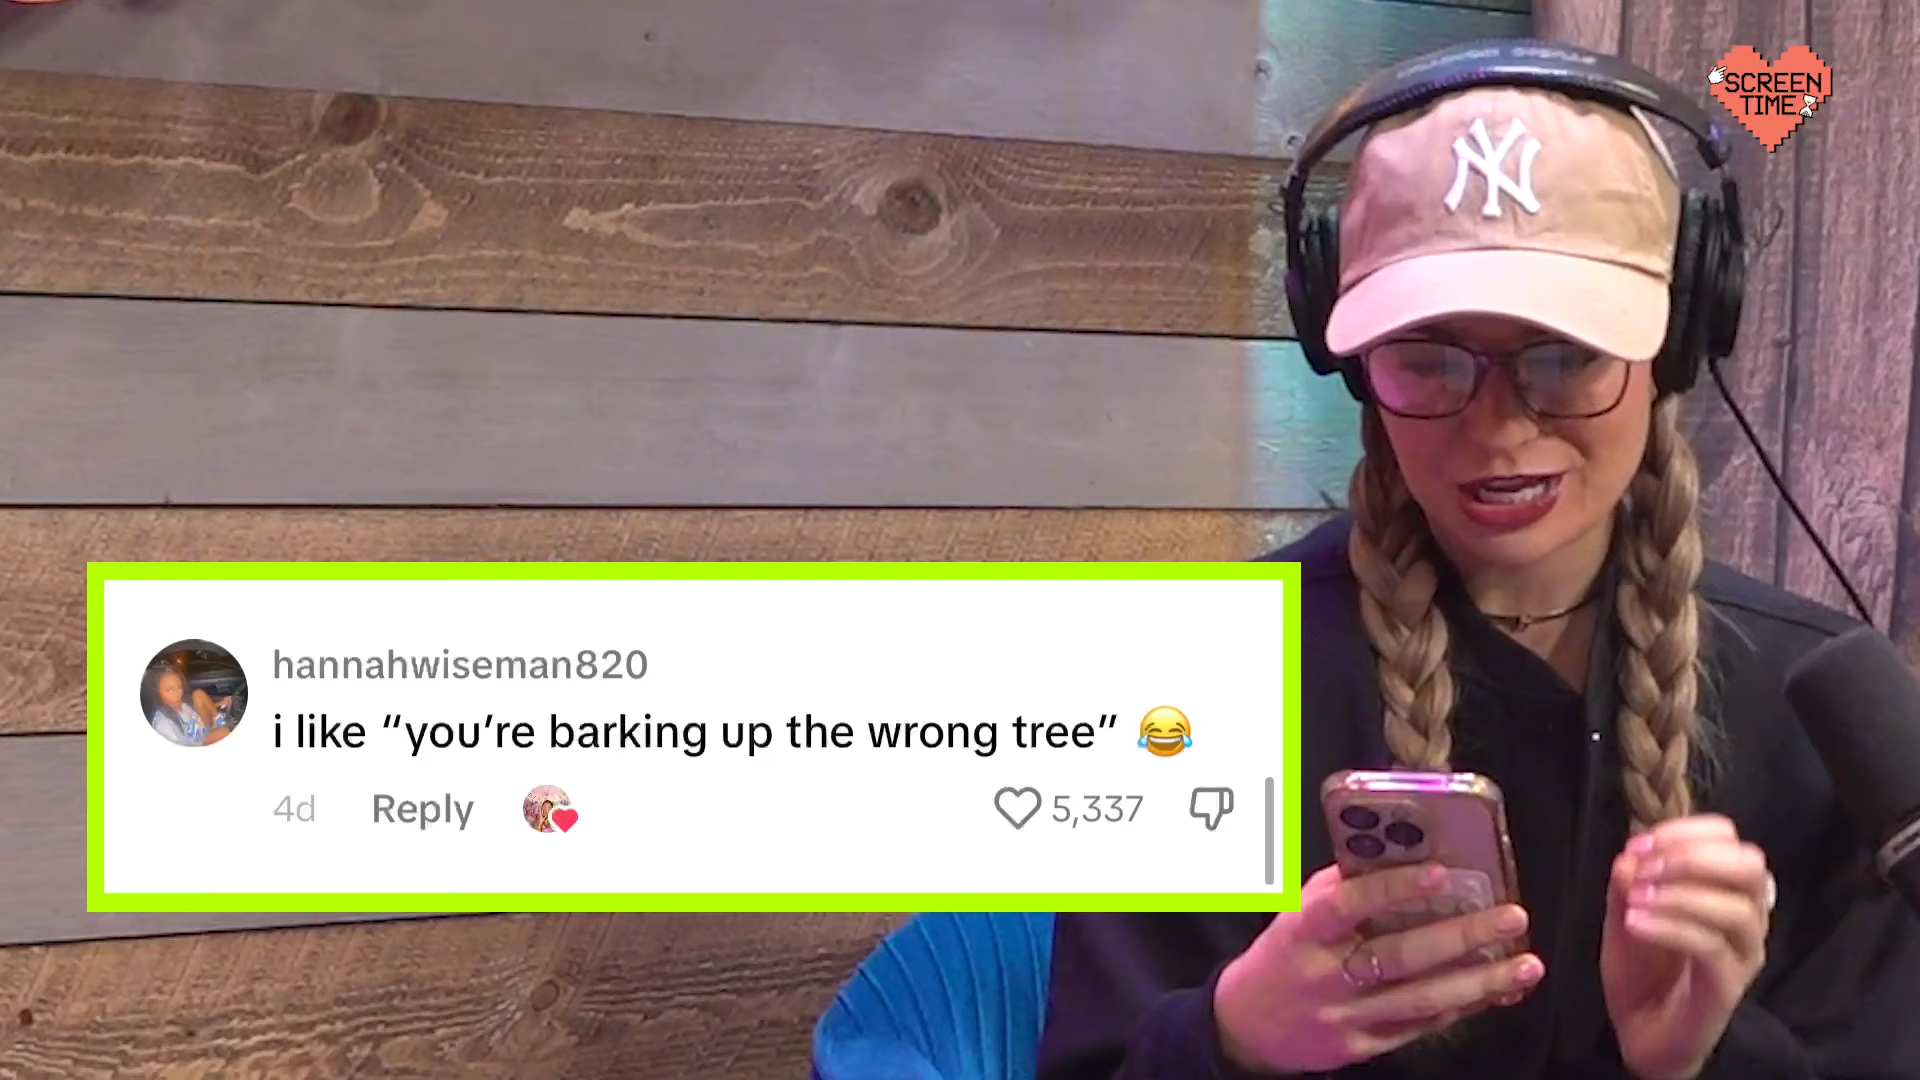 SCREEN
TIME
NY
hannahwiseman820
i like “you’re barking up the wrong tree” 😂
4d Reply 5,337